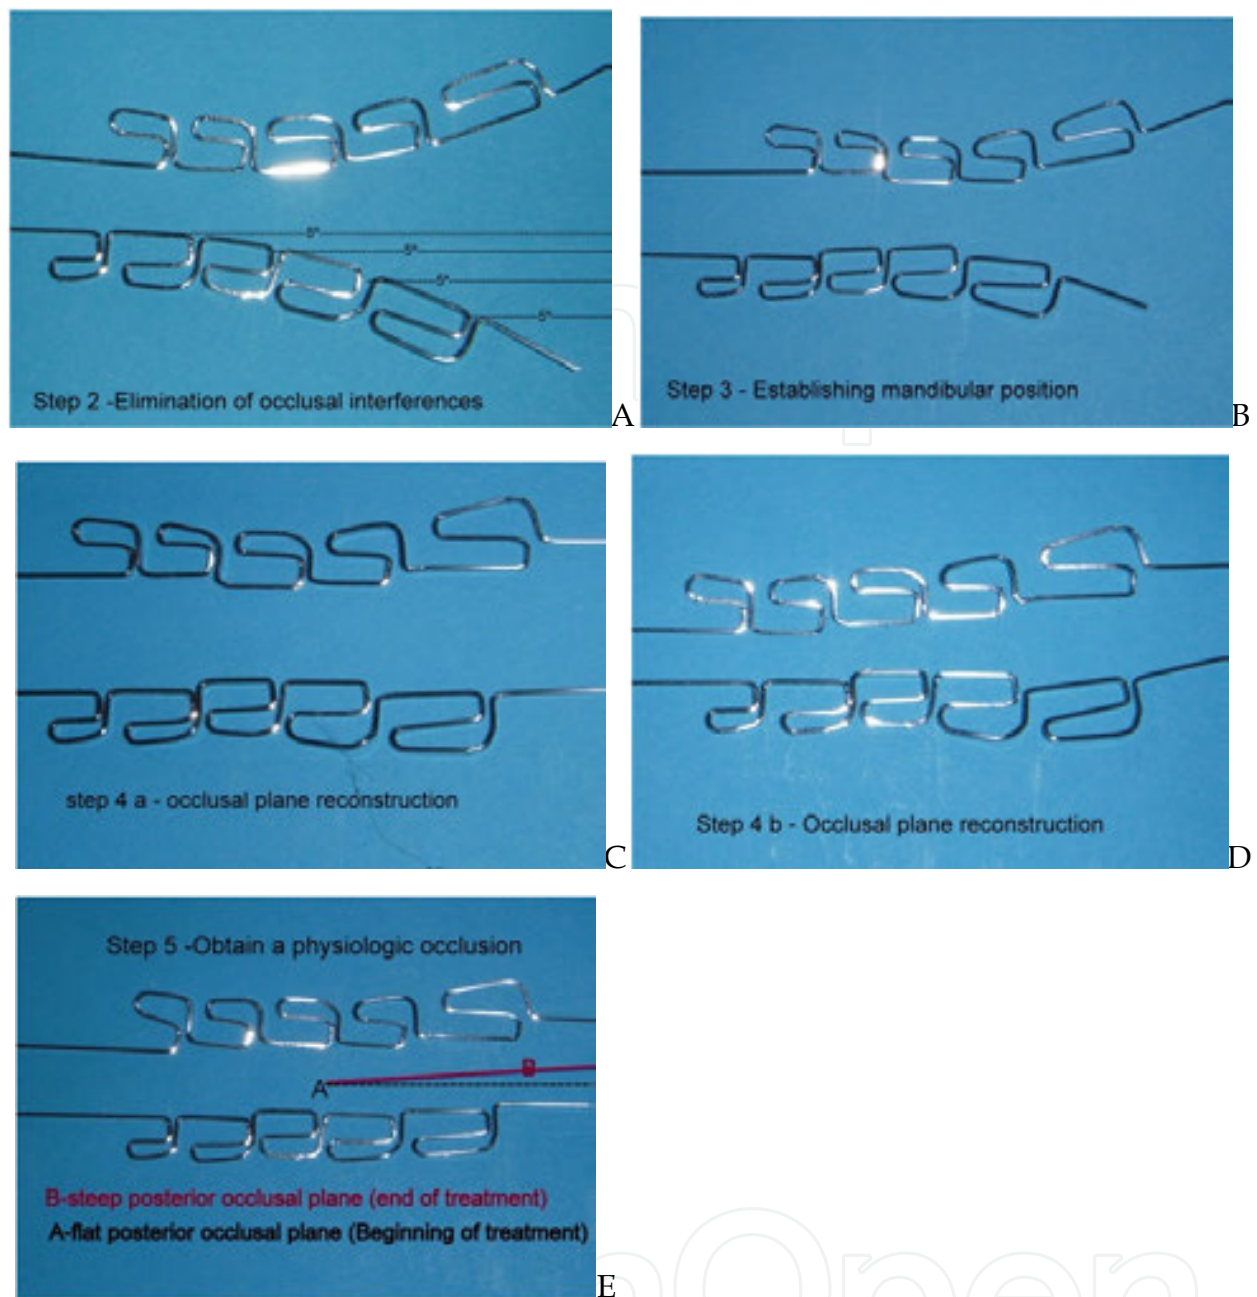 5°
5°
5°
5°
Step 2 -Elimination of occlusal interferences
A
Step 3 - Establishing mandibular position
B
step 4 a - occlusal plane reconstruction
C
Step 4 b - Occlusal plane reconstruction
D
Step 5 -Obtain a physiologic occlusion
B
A
B-steep posterior occlusal plane (end of treatment)
A-flat posterior occlusal plane (Beginning of treatment)
E